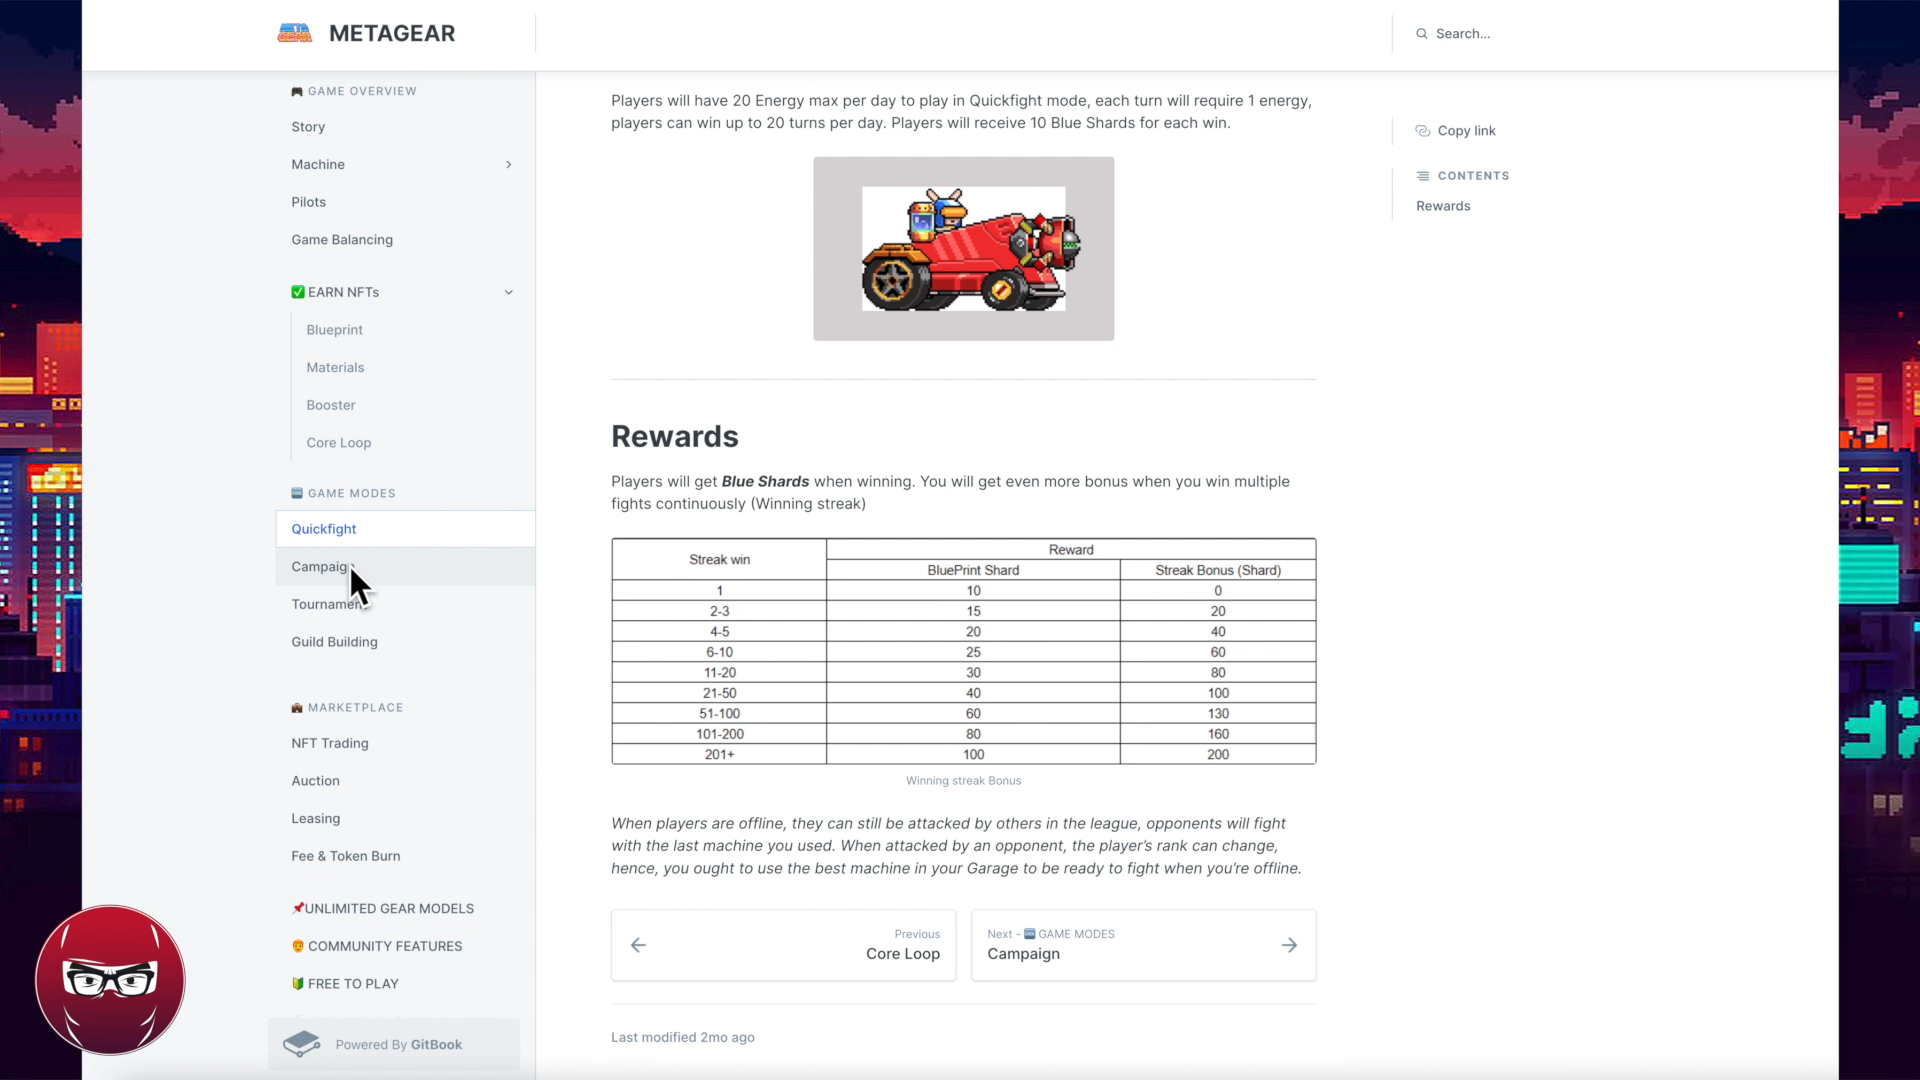 METAGEAR
Search...
GAME OVERVIEW
Story
Machine
Pilots
Game Balancing
EARN NFTs
Blueprint
Materials
Booster
Core Loop
GAME MODES
Quickfight
Campaign
Tournament
Guild Building
MARKETPLACE
NFT Trading
Auction
Leasing
Fee & Token Burn
UNLIMITED GEAR MODELS
COMMUNITY FEATURES
FREE TO PLAY
Powered By GitBook
Players will have 20 Energy max per day to play in Quickfight mode, each turn will require 1 energy,
players can win up to 20 turns per day. Players will receive 10 Blue Shards for each win.
Rewards
Players will get Blue Shards when winning. You will get even more bonus when you win multiple
fights continuously (Winning streak)
Streak win Reward
BluePrint Shard Streak Bonus (Shard)
1 10 0
2-3 15 20
4-5 20 40
6-10 25 60
11-20 30 80
21-50 40 100
51-100 60 130
101-200 80 160
201+ 100 200
Winning streak Bonus
When players are offline, they can still be attacked by others in the league, opponents will fight
with the last machine you used. When attacked by an opponent, the player's rank can change,
hence, you ought to use the best machine in your Garage to be ready to fight when you're offline.
Previous
Core Loop
Next - GAME MODES
Campaign
Last modified 2mo ago
Copy link
CONTENTS
Rewards